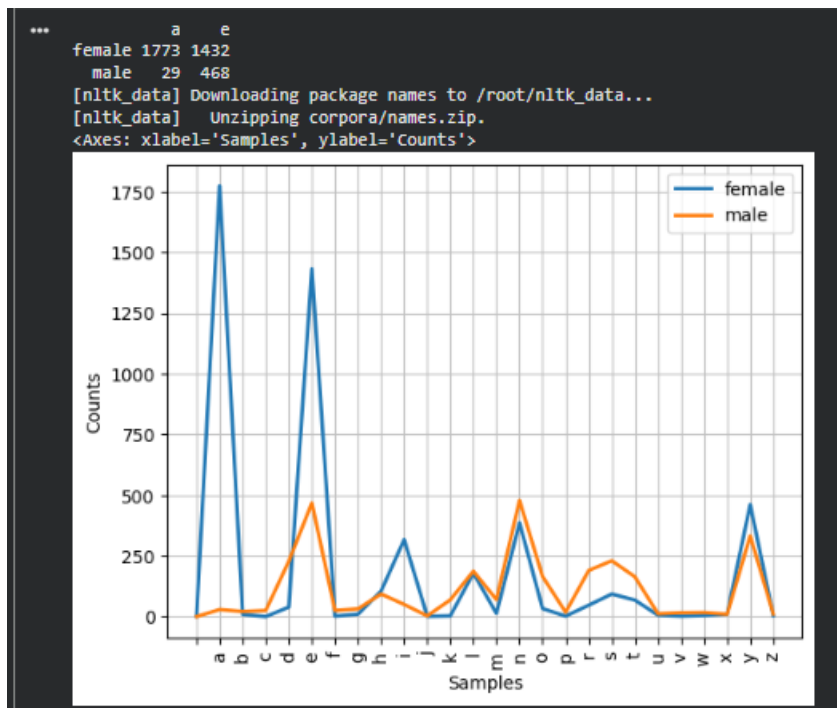 •••
a e
female 1773 1432
male 29 468
[nltk_data] Downloading package names to /root/nltk_data...
[nltk_data] Unzipping corpora/names.zip.
<Axes: xlabel='Samples', ylabel='Counts'>
female
male
1750
1500
1250
1000
750
500
250
0
Counts
a b c d e f g h i j k l m n o p r s t u v w x y z
Samples